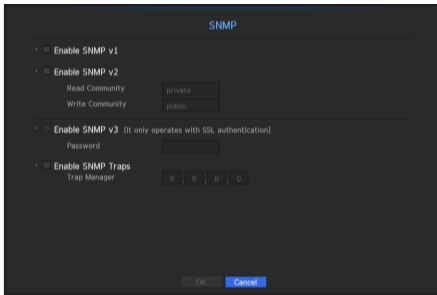 SNMP
Enable SNMP v1
Enable SNMP v2
Read Community private
Write Community public
Enable SNMP v3 (It only operates with SSL authentication)
Password
Enable SNMP Traps
Trap Manager 0 . 0 . 0 . 0
OK Cancel